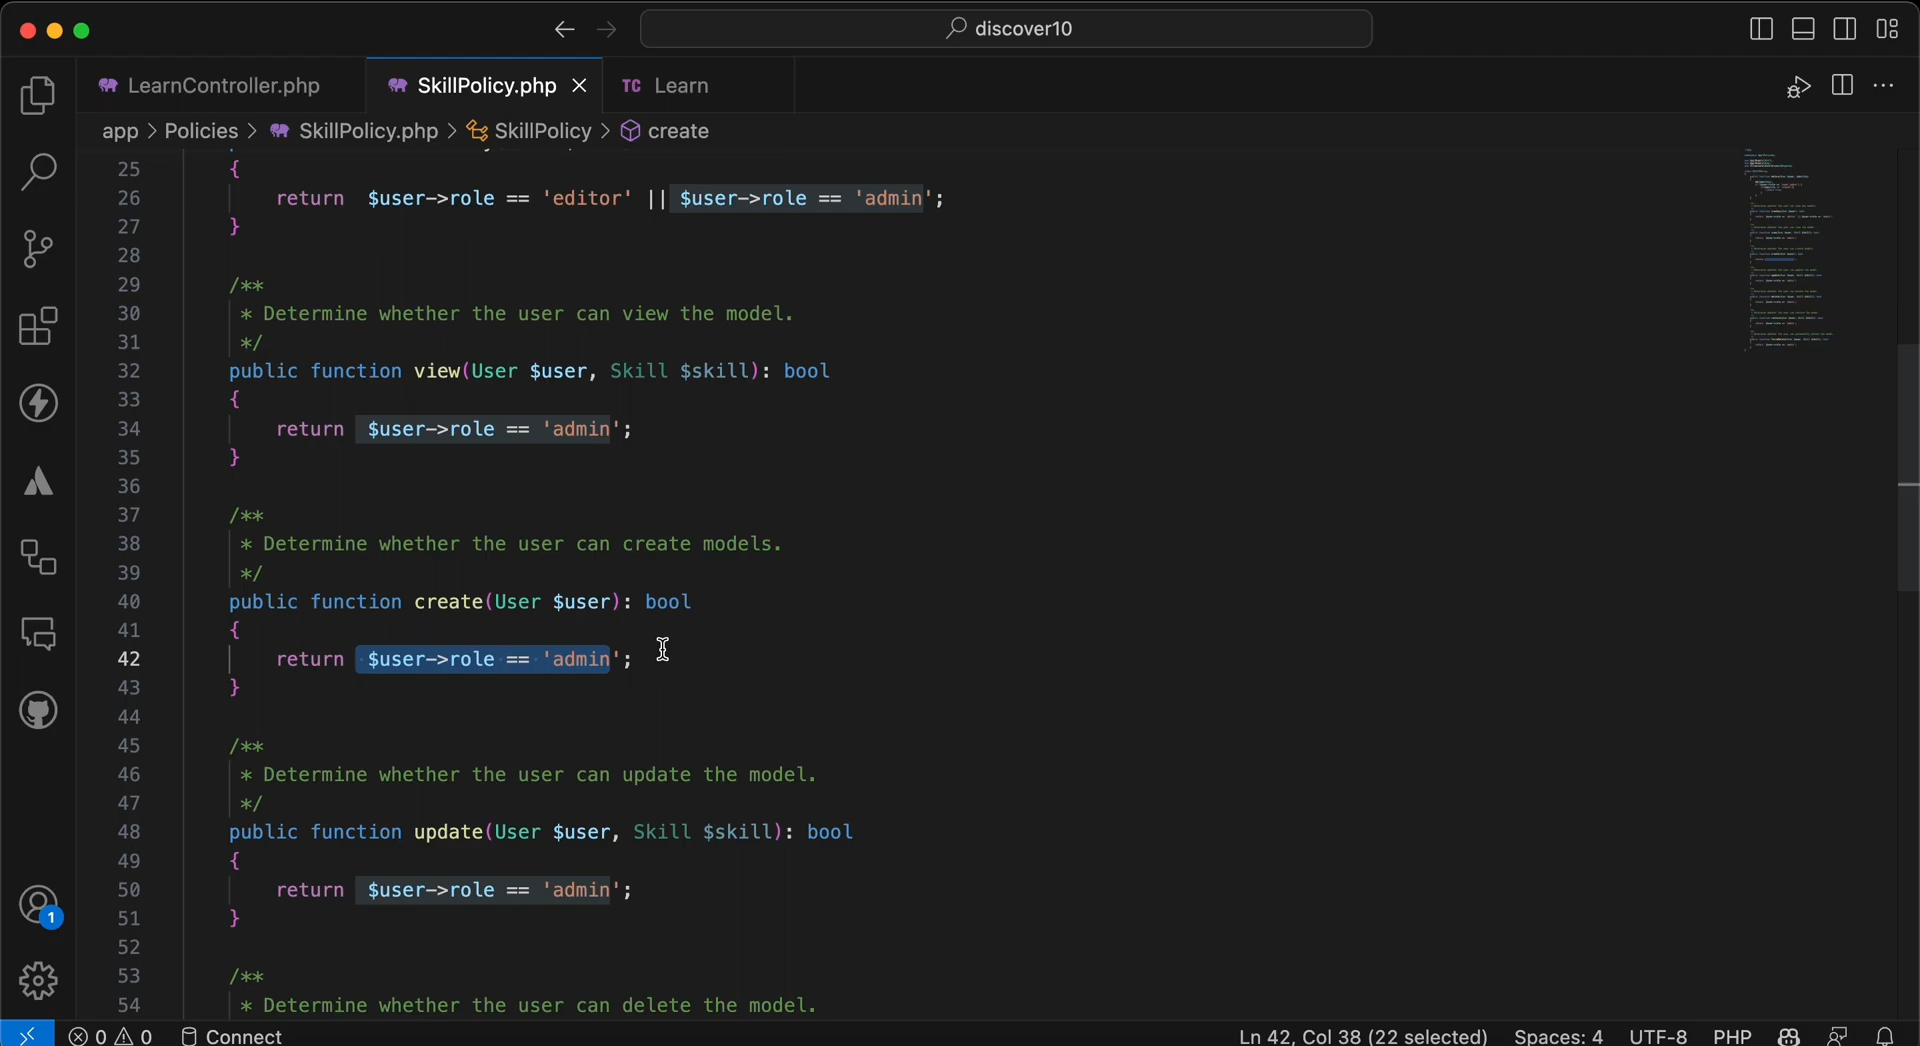 discover10
LearnController.php
SkillPolicy.php
TC Learn
app > Policies > SkillPolicy.php > SkillPolicy > create
25 {
26 return $user->role == 'editor' || $user->role == 'admin';
27 }
28
29 /**
30 * Determine whether the user can view the model.
31 */
32 public function view(User $user, Skill $skill): bool
33 {
34 return $user->role == 'admin';
35 }
36
37 /**
38 * Determine whether the user can create models.
39 */
40 public function create(User $user): bool
41 {
42 return $user->role == 'admin';
43 }
44
45 /**
46 * Determine whether the user can update the model.
47 */
48 public function update(User $user, Skill $skill): bool
49 {
50 return $user->role == 'admin';
51 }
52
53 /**
54 * Determine whether the user can delete the model.
1
0 0 Connect Ln 42, Col 38 (22 selected) Spaces: 4 UTF-8 PHP